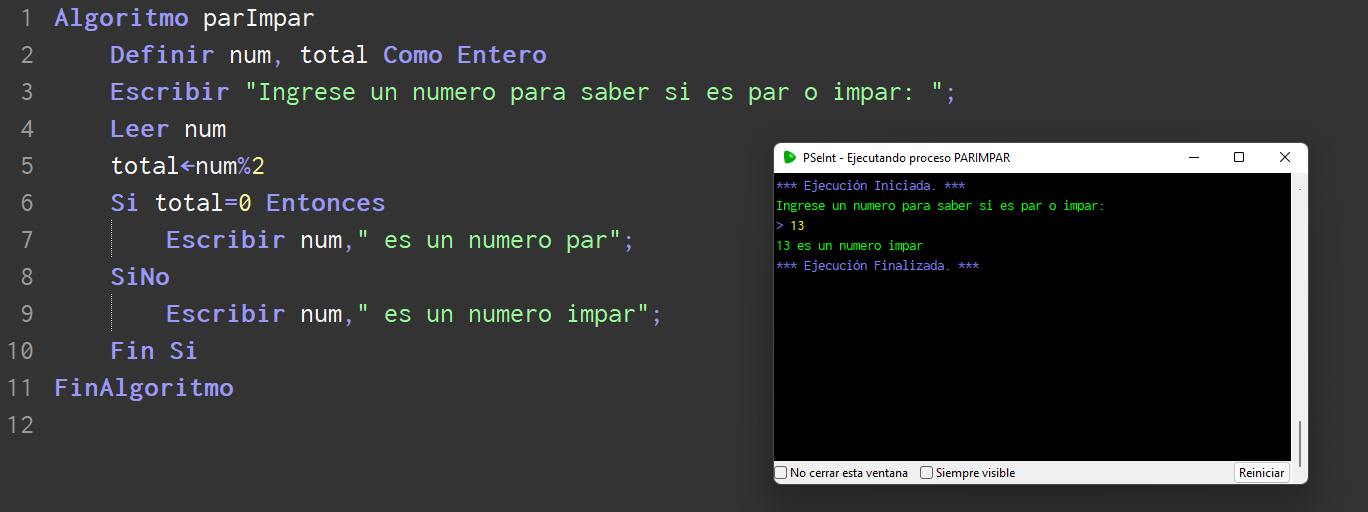 1 Algoritmo parImpar
2 Definir num, total Como Entero
3 Escribir "Ingrese un numero para saber si es par o impar: ";
4 Leer num
5 total←num%2
6 Si total=0 Entonces
7 Escribir num," es un numero par";
8 SiNo
9 Escribir num," es un numero impar";
10 Fin Si
11 FinAlgoritmo
12
PSeInt - Ejecutando proceso PARIMPAR
*** Ejecución Iniciada. ***
Ingrese un numero para saber si es par o impar:
> 13
13 es un numero impar
*** Ejecución Finalizada. ***
No cerrar esta ventana Siempre visible Reiniciar